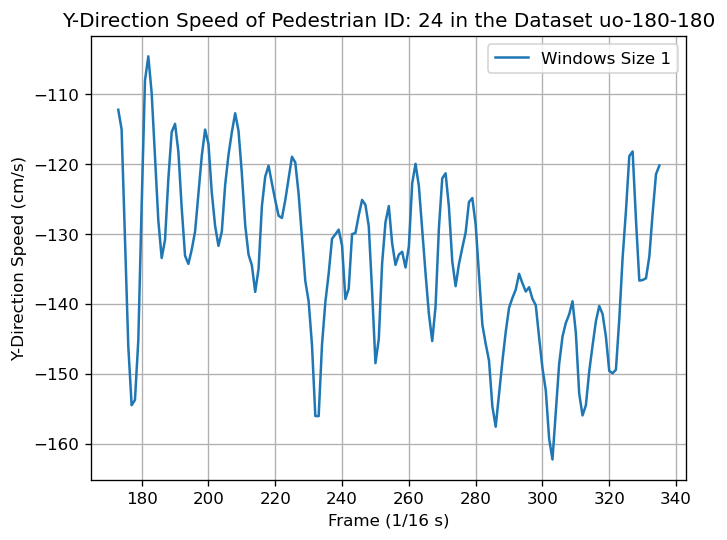 Y-Direction Speed of Pedestrian ID: 24 in the Dataset uo-180-180
Windows Size 1
Y-Direction Speed (cm/s)
−110
−120
−130
−140
−150
−160
180 200 220 240 260 280 300 320 340
Frame (1/16 s)